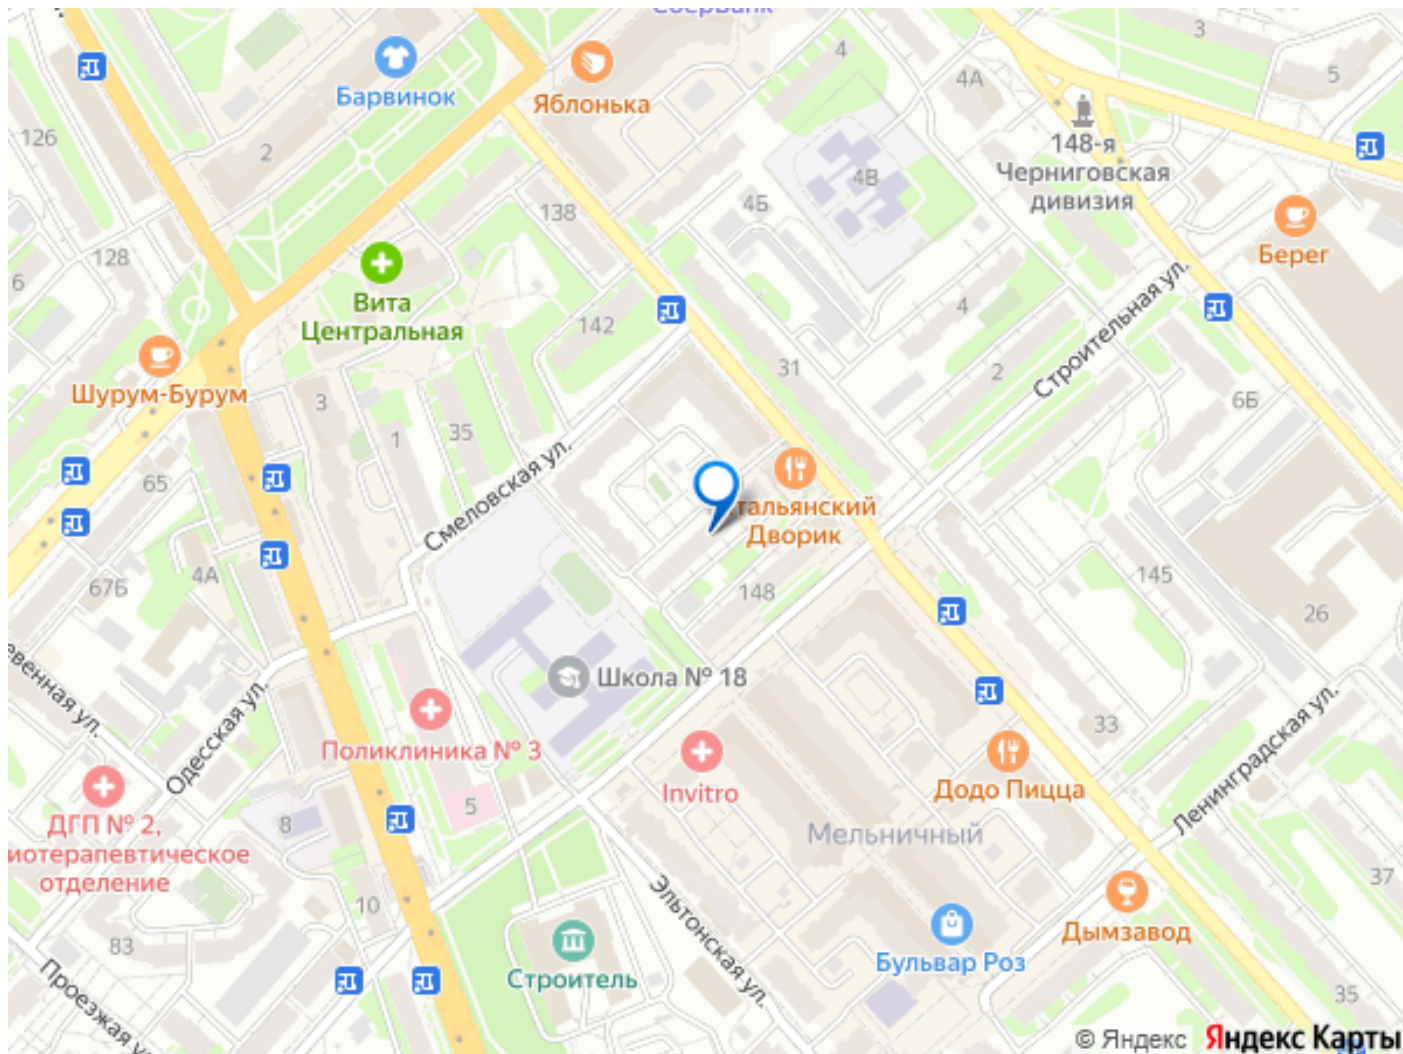 Сбербанк
Барвинок
Яблонька
4
3
5
4А
126
2
148-я
Черниговская
дивизия
4В
4Б
138
128
6
Вита
Центральная
Берег
142
4
Строительная ул.
Шурум-Бурум
31
2
3
1
35
6Б
65
Смеловская ул.
тальянский
Дворик
4А
67Б
148
145
26
Школа № 18
Одесская ул.
Поликлиника № 3
33
Ленинградская ул.
Invitro
Додо Пицца
5
8
ДГП № 2,
иотерапевтическое
отделение
Мельничный
37
10
Эльтонская ул.
83
Дымзавод
Строитель
Бульвар Роз
35
Проезжая
© Яндекс Яндекс Карты